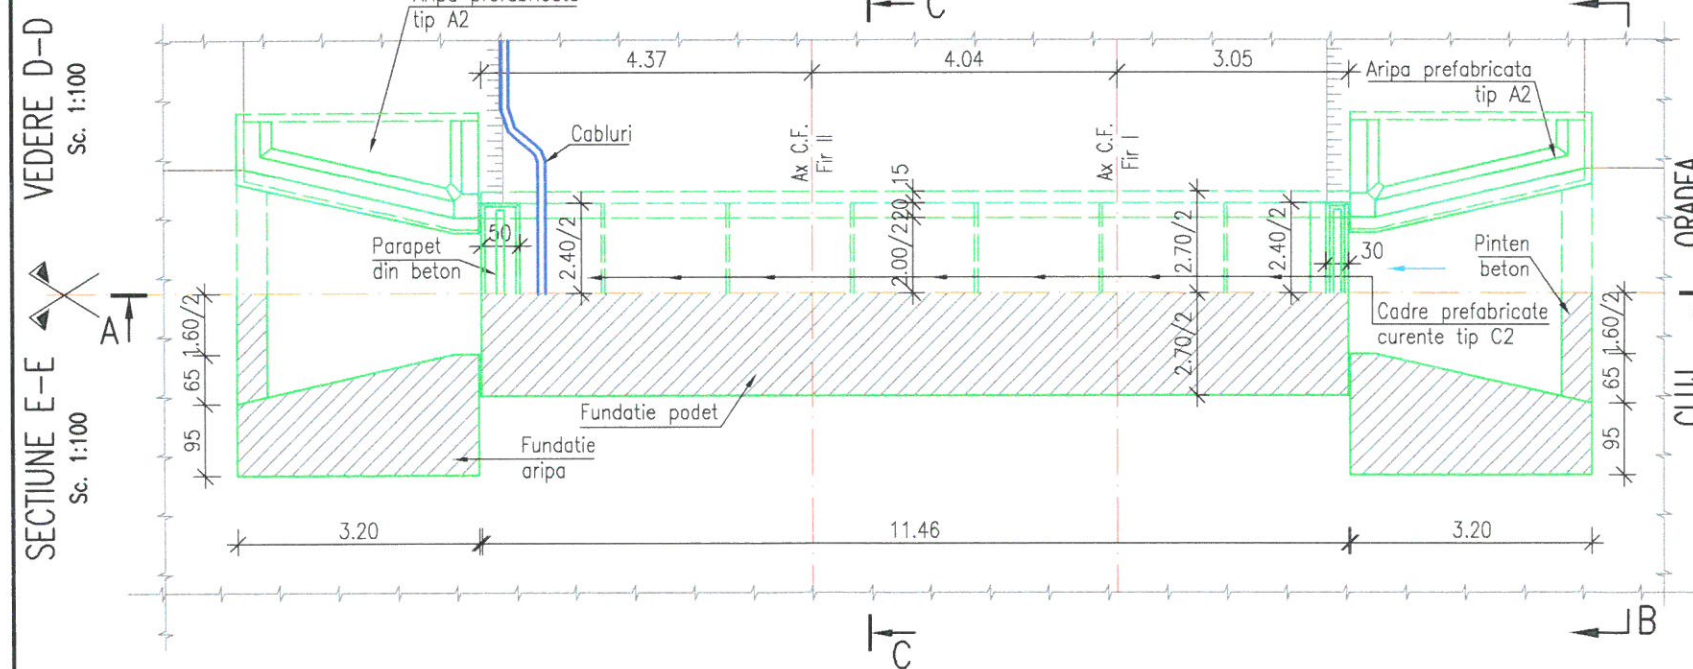 VEDERE D-D
Sc. 1:100
SECTIUNE E-E
Sc. 1:100
Aripa prefabricata
tip A2
C
4.37
4.04
3.05
Aripa prefabricata
tip A2
Cabluri
Ax C.F.
Fir II
Ax C.F.
Fir I
15
20
2.00/2
2.40/2
2.70/2
2.40/2
50
30
Parapet
din beton
Pinten
beton
ORADEA
A
Cadre prefabricate
curente tip C2
1.60/2
65
95
2.70/2
1.60/2
65
95
CLUJ
Fundatie podet
Fundatie
aripa
3.20
11.46
3.20
C
B